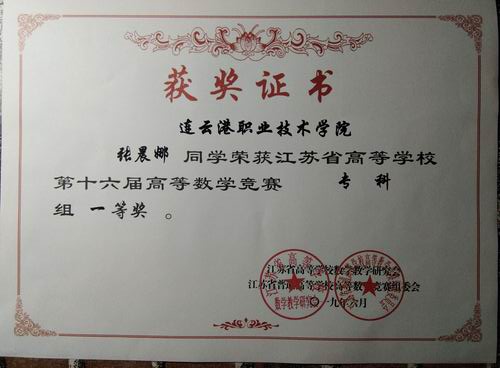 获奖证书
连云港职业技术学院
张晨娜 同学荣获江苏省高等学校
第十六届高等数学竞赛 专科
组 一等奖 。
江苏省高等学校数学教学研究会
江苏省普通高等学校高等数学竞赛组委会
二〇一九年六月